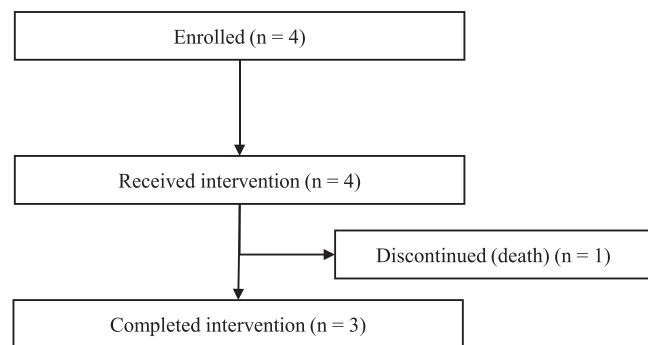 Enrolled (n = 4)
Received intervention (n = 4)
Discontinued (death) (n = 1)
Completed intervention (n = 3)